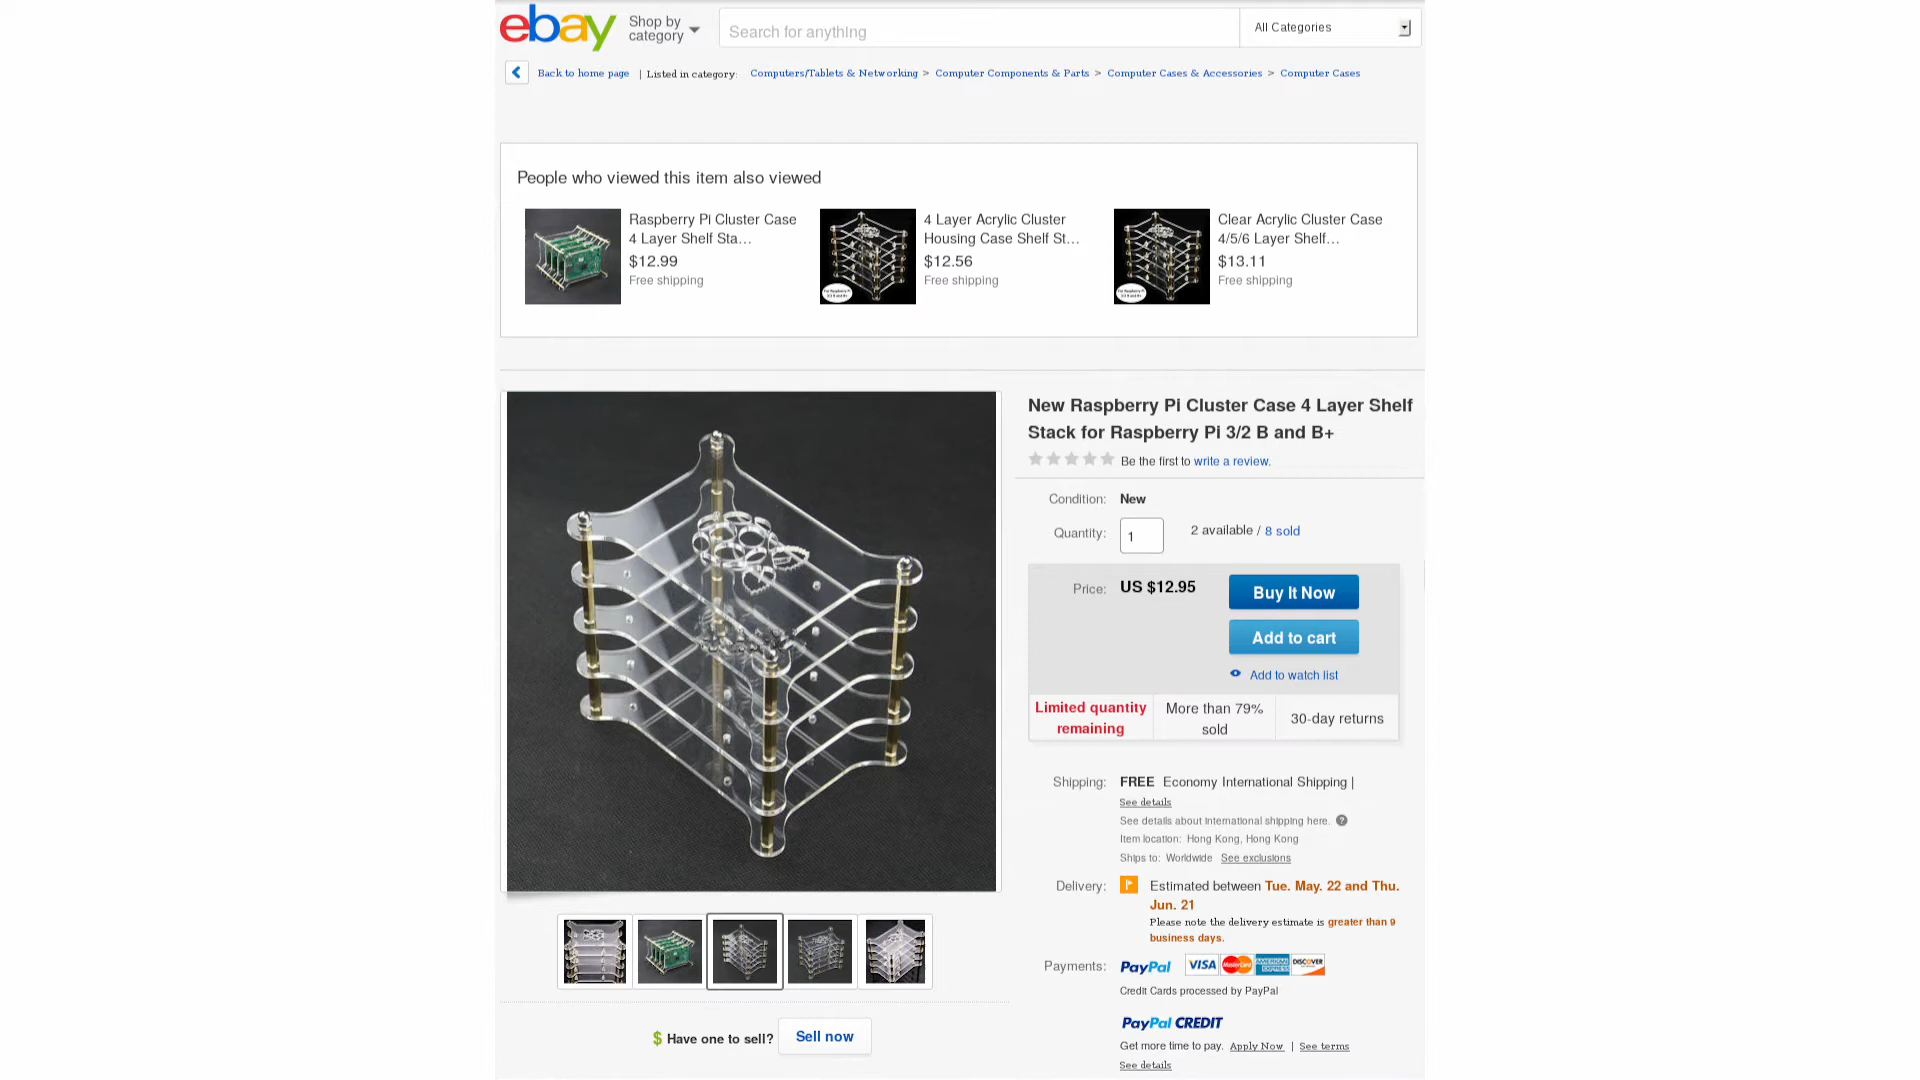 ebay
Shop by
category
Search for anything
All Categories
Back to home page | Listed in category: Computers/Tablets & Networking > Computer Components & Parts > Computer Cases & Accessories > Computer Cases
People who viewed this item also viewed
Raspberry Pi Cluster Case
4 Layer Shelf Sta…
$12.99
Free shipping
4 Layer Acrylic Cluster
Housing Case Shelf St…
$12.56
Free shipping
Clear Acrylic Cluster Case
4/5/6 Layer Shelf…
$13.11
Free shipping
New Raspberry Pi Cluster Case 4 Layer Shelf
Stack for Raspberry Pi 3/2 B and B+
Be the first to write a review.
Condition: New
Quantity: 1 2 available / 8 sold
Price: US $12.95
Buy It Now
Add to cart
Add to watch list
Limited quantity
remaining
More than 79%
sold
30-day returns
Shipping: FREE Economy International Shipping |
See details
See details about international shipping here. ?
Item location: Hong Kong, Hong Kong
Ships to: Worldwide See exclusions
Delivery: Estimated between Tue. May. 22 and Thu.
Jun. 21
Please note the delivery estimate is greater than 9
business days.
Payments: PayPal VISA MasterCard AMERICAN EXPRESS DISCOVER
Credit Cards processed by PayPal
PayPal CREDIT
Get more time to pay. Apply Now | See terms
See details
$ Have one to sell? Sell now